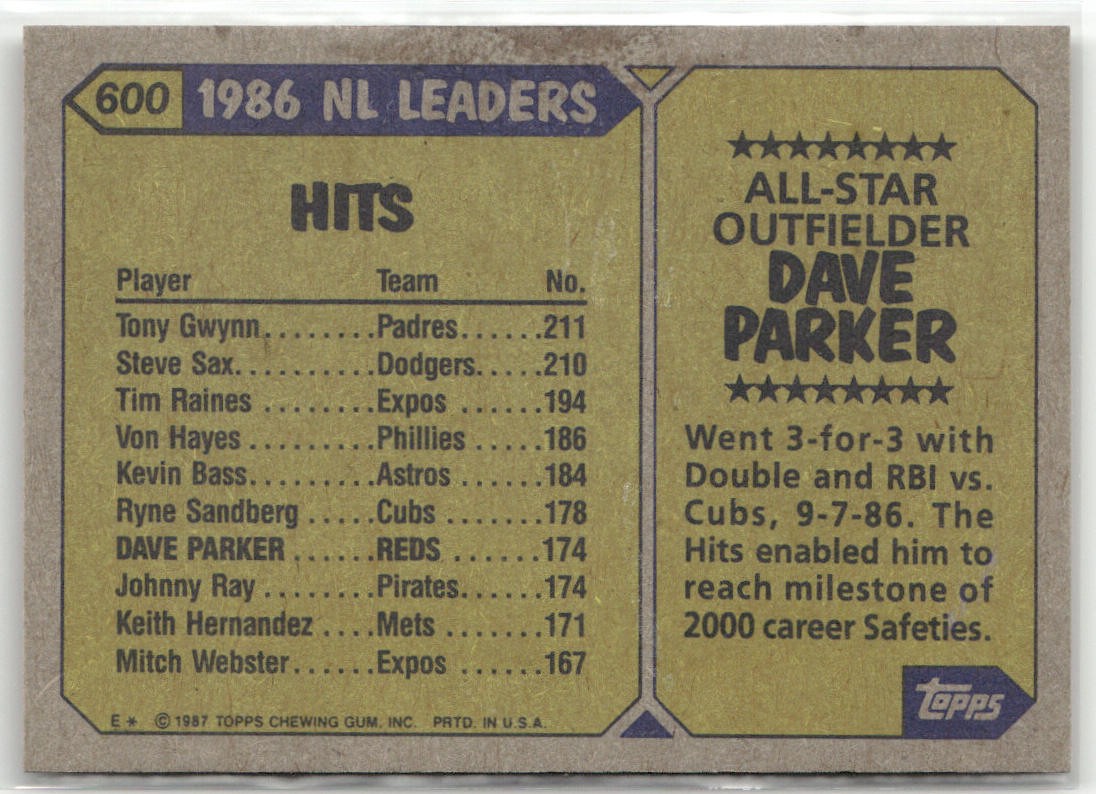 600 1986 NL LEADERS
HITS
Player Team No.
Tony Gwynn........Padres......211
Steve Sax..........Dodgers.....210
Tim Raines ........Expos .......194
Von Hayes .........Phillies ......186
Kevin Bass.........Astros .......184
Ryne Sandberg .....Cubs .......178
DAVE PARKER ......REDS ......174
Johnny Ray ........Pirates......174
Keith Hernandez ....Mets .......171
Mitch Webster......Expos .......167
E * © 1987 TOPPS CHEWING GUM, INC. PRTD. IN U.S.A.
★★★★★★★★
ALL-STAR
OUTFIELDER
DAVE
PARKER
★★★★★★★★
Went 3-for-3 with
Double and RBI vs.
Cubs, 9-7-86. The
Hits enabled him to
reach milestone of
2000 career Safeties.
topps